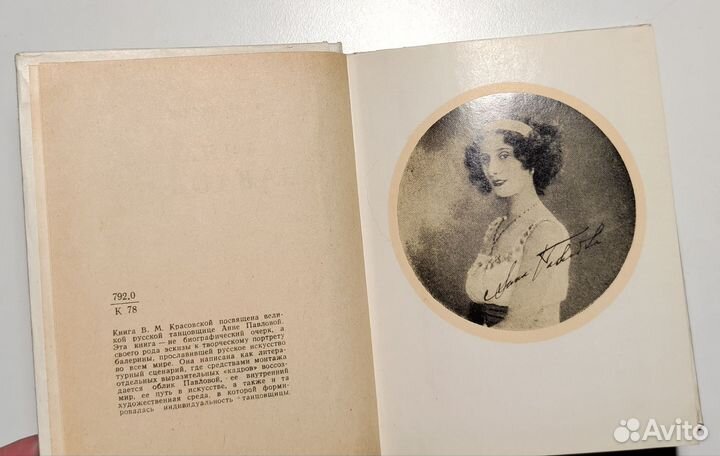 792.0
К 78
Книга В. М. Красовской посвящена вели-
кой русской танцовщице Анне Павловой.
Эта книга — не биографический очерк, а
своего рода эскизы к творческому портрету
балерины, прославившей русское искусство
во всем мире. Она написана как литера-
турный сценарий, где средствами монтажа
отдельных выразительных «кадров» воссоз-
дается облик Павловой, ее внутренний
мир, ее путь в искусстве, а также и та
художественная среда, в которой форми-
ровалась индивидуальность танцовщицы.
Анна Павлова
Avito